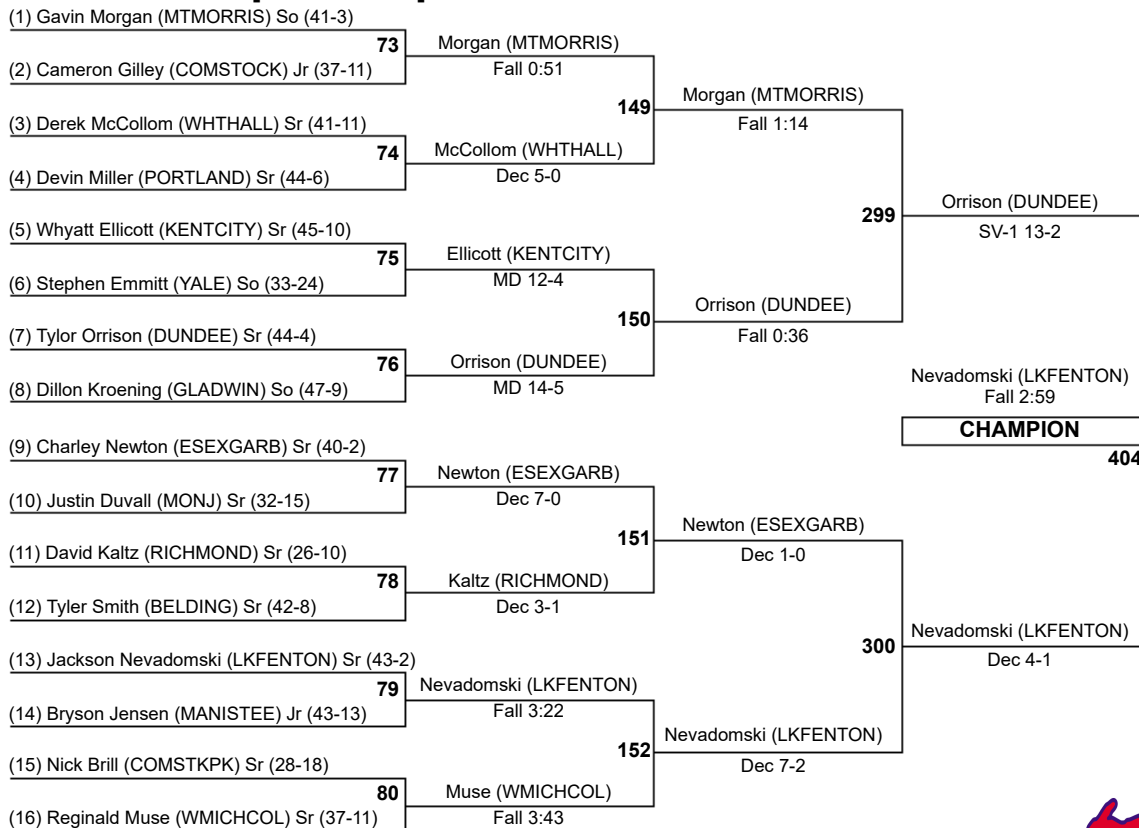 (1) Gavin Morgan (MTMORRIS) So (41-3)
73
Morgan (MTMORRIS)
Fall 0:51
(2) Cameron Gilley (COMSTOCK) Jr (37-11)
149
Morgan (MTMORRIS)
Fall 1:14
(3) Derek McCollom (WHTHALL) Sr (41-11)
74
McCollom (WHTHALL)
Dec 5-0
(4) Devin Miller (PORTLAND) Sr (44-6)
299
Orrison (DUNDEE)
SV-1 13-2
(5) Whyatt Ellicott (KENTCITY) Sr (45-10)
75
Ellicott (KENTCITY)
MD 12-4
(6) Stephen Emmitt (YALE) So (33-24)
150
Orrison (DUNDEE)
Fall 0:36
(7) Tylor Orrison (DUNDEE) Sr (44-4)
76
Orrison (DUNDEE)
MD 14-5
(8) Dillon Kroening (GLADWIN) So (47-9)
Nevadomski (LKFENTON)
Fall 2:59
CHAMPION
404
(9) Charley Newton (ESEXGARB) Sr (40-2)
77
Newton (ESEXGARB)
Dec 7-0
(10) Justin Duvall (MONJ) Sr (32-15)
151
Newton (ESEXGARB)
Dec 1-0
(11) David Kaltz (RICHMOND) Sr (26-10)
78
Kaltz (RICHMOND)
Dec 3-1
(12) Tyler Smith (BELDING) Sr (42-8)
300
Nevadomski (LKFENTON)
Dec 4-1
(13) Jackson Nevadomski (LKFENTON) Sr (43-2)
79
Nevadomski (LKFENTON)
Fall 3:22
(14) Bryson Jensen (MANISTEE) Jr (43-13)
152
Nevadomski (LKFENTON)
Dec 7-2
(15) Nick Brill (COMSTKPK) Sr (28-18)
80
Muse (WMICHCOL)
Fall 3:43
(16) Reginald Muse (WMICHCOL) Sr (37-11)